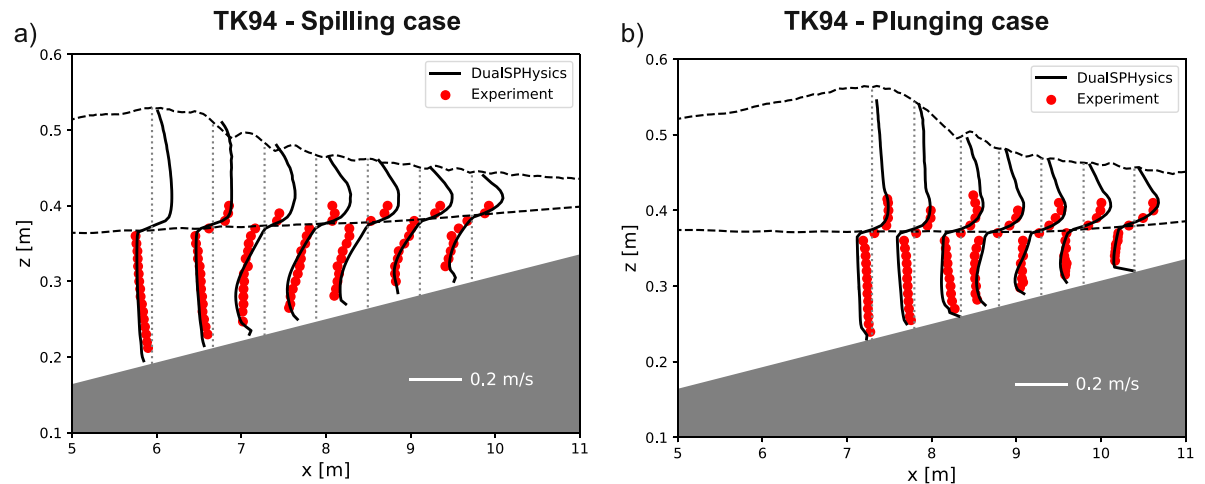 TK94 - Spilling case
a)
0.6
0.5
0.4
0.3
0.2
0.1
z [m]
DualSPHysics
Experiment
0.2 m/s
5 6 7 8 9 10 11
x [m]
TK94 - Plunging case
b)
0.6
0.5
0.4
0.3
0.2
0.1
z [m]
DualSPHysics
Experiment
0.2 m/s
5 6 7 8 9 10 11
x [m]